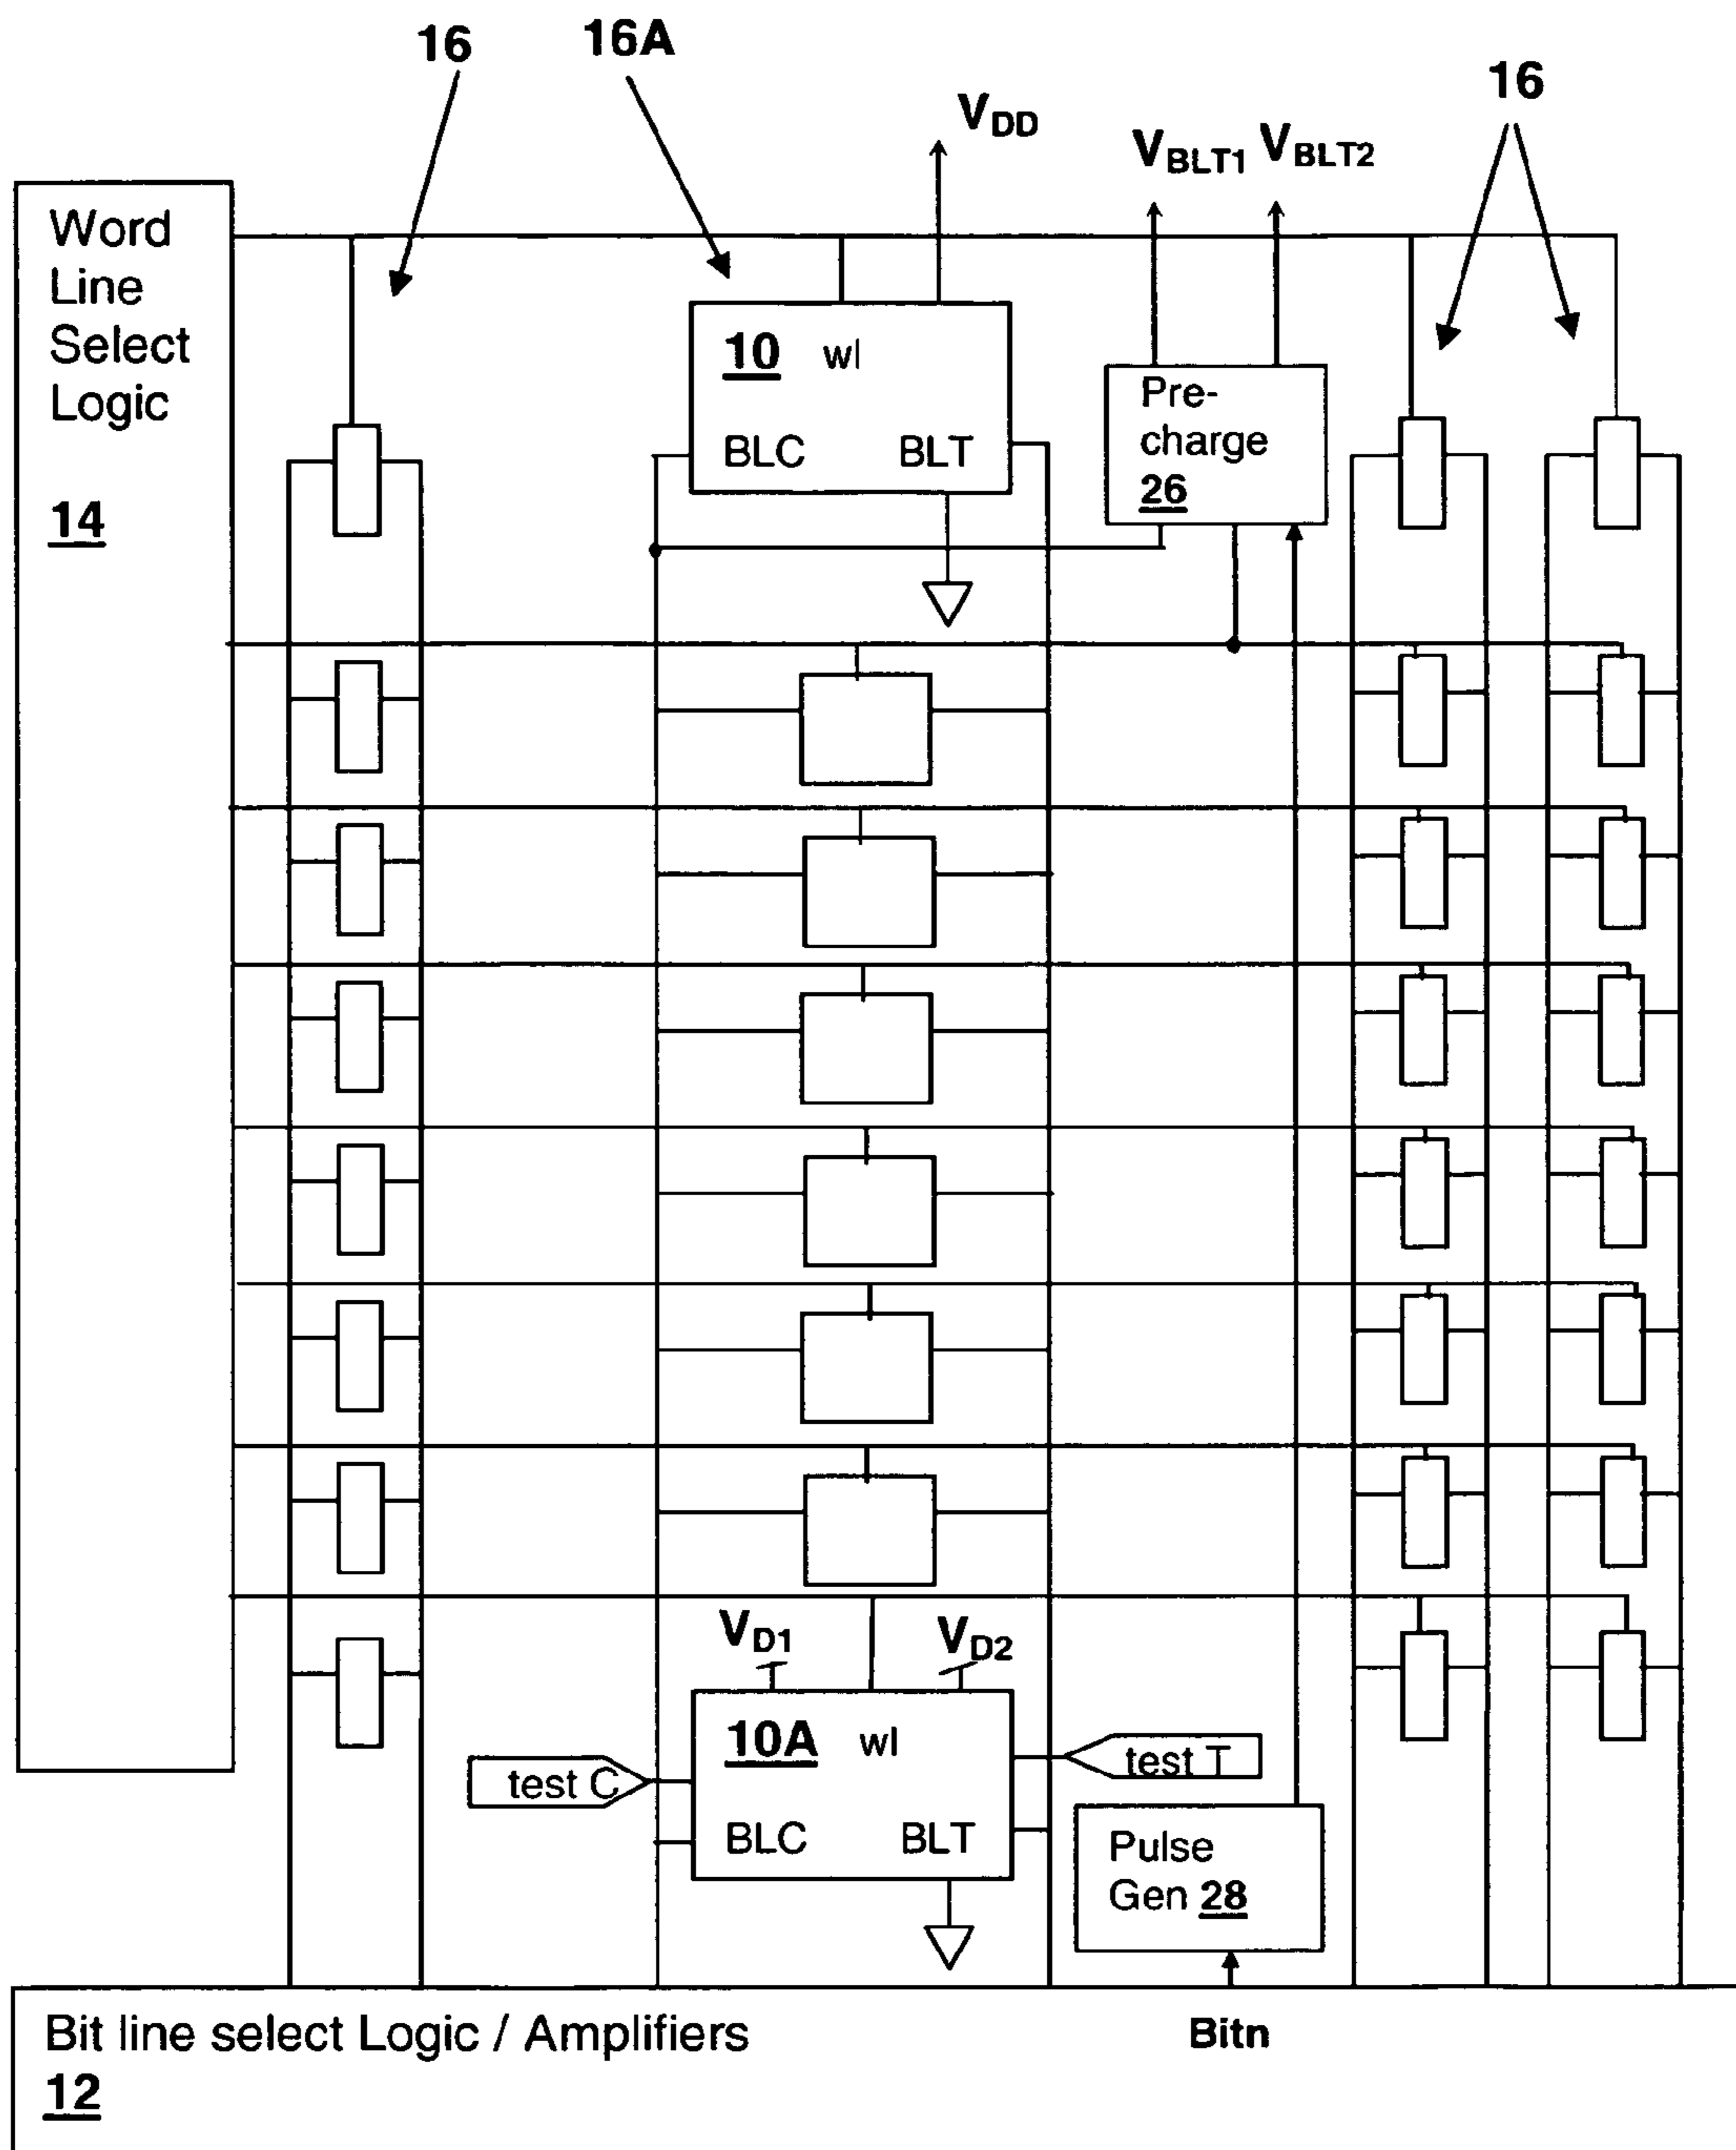 16
16A
16
VDD
VBLT1 VBLT2
Word
Line
Select
Logic
14
10 wl
BLC BLT
Pre-
charge
26
VD1
VD2
10A wl
test C
test T
BLC BLT
Pulse
Gen 28
Bit line select Logic / Amplifiers
Bitn
12